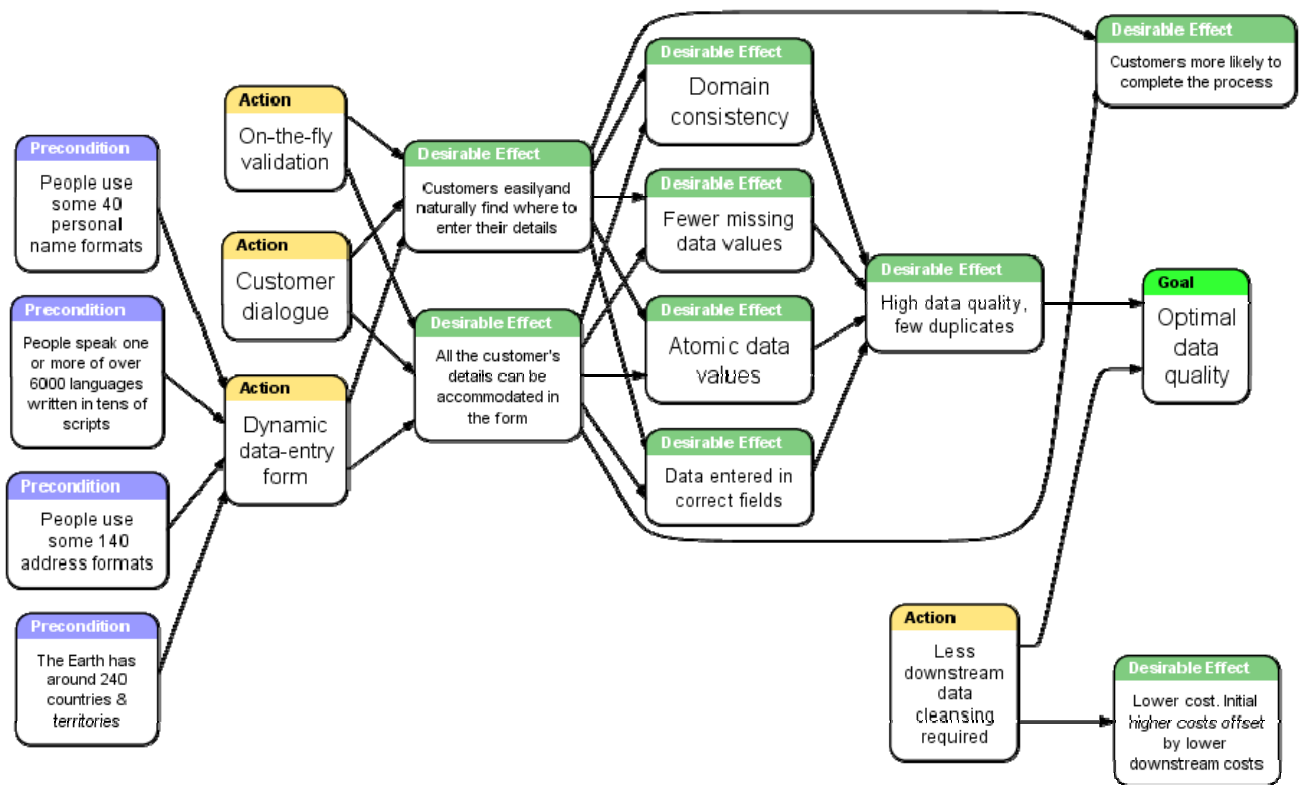 Precondition
People use
some 40
personal
name formats
Precondition
People speak one
or more of over
6000 languages
written in tens of
scripts
Precondition
People use
some 140
address formats
Precondition
The Earth has
around 240
countries &
territories
Action
On-the-fly
validation
Action
Customer
dialogue
Action
Dynamic
data-entry
form
Desirable Effect
Customers easilyand
naturally find where to
enter their details
Desirable Effect
All the customer's
details can be
accommodated in
the form
Desirable Effect
Domain
consistency
Desirable Effect
Fewer missing
data values
Desirable Effect
Atomic data
values
Desirable Effect
Data entered in
correct fields
Desirable Effect
High data quality,
few duplicates
Desirable Effect
Customers more likely to
complete the process
Goal
Optimal
data
quality
Action
Less
downstream
data
cleansing
required
Desirable Effect
Lower cost. Initial
higher costs offset
by lower
downstream costs